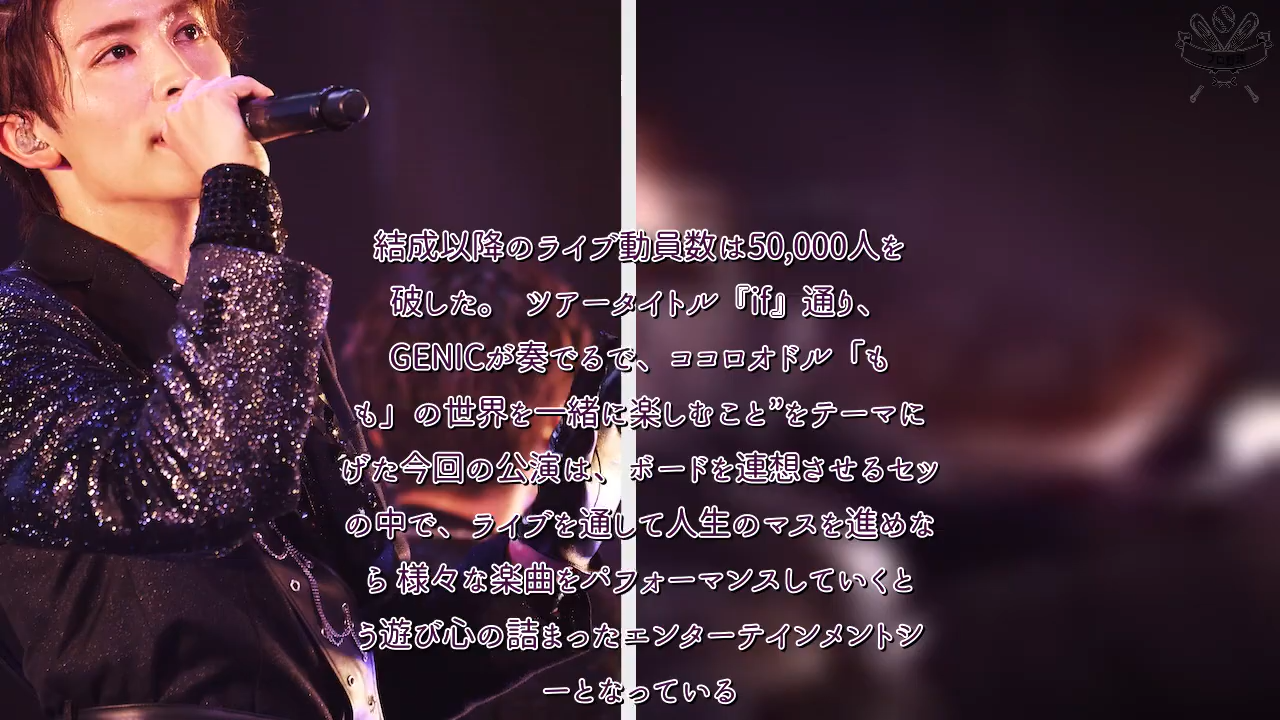 結成以降のライブ動員数は50,000人を
破した。 ツアータイトル『if』通り、
GENICが奏でるで、ココロオドル「も
も」の世界を一緒に楽しむこと”をテーマに
げた今回の公演は、ボードを連想させるセッ
の中で、ライブを通して人生のマスを進めな
ら 様々な楽曲をパフォーマンスしていくと
う遊び心の詰まったエンターテインメントシ
ーとなっている